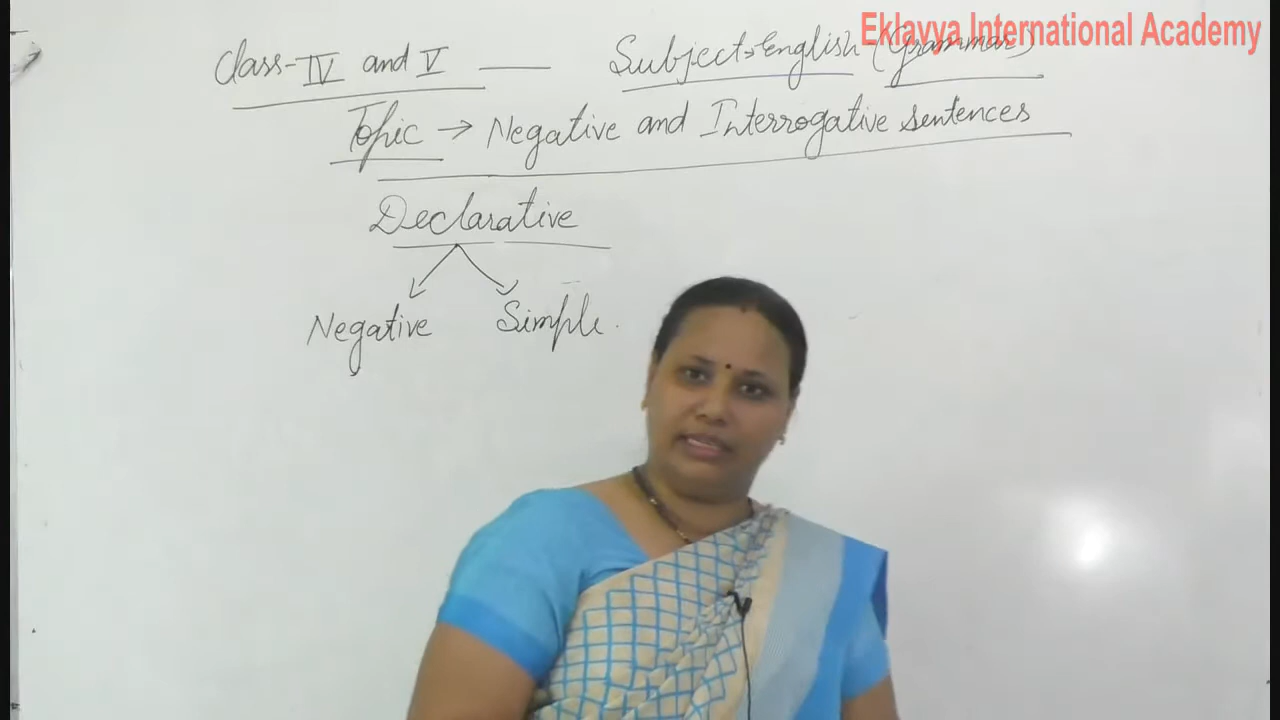 Eklavya International Academy
Class-IV and V — Subject→English (Grammar)
Topic → Negative and Interrogative sentences
Declarative
Negative Simple.